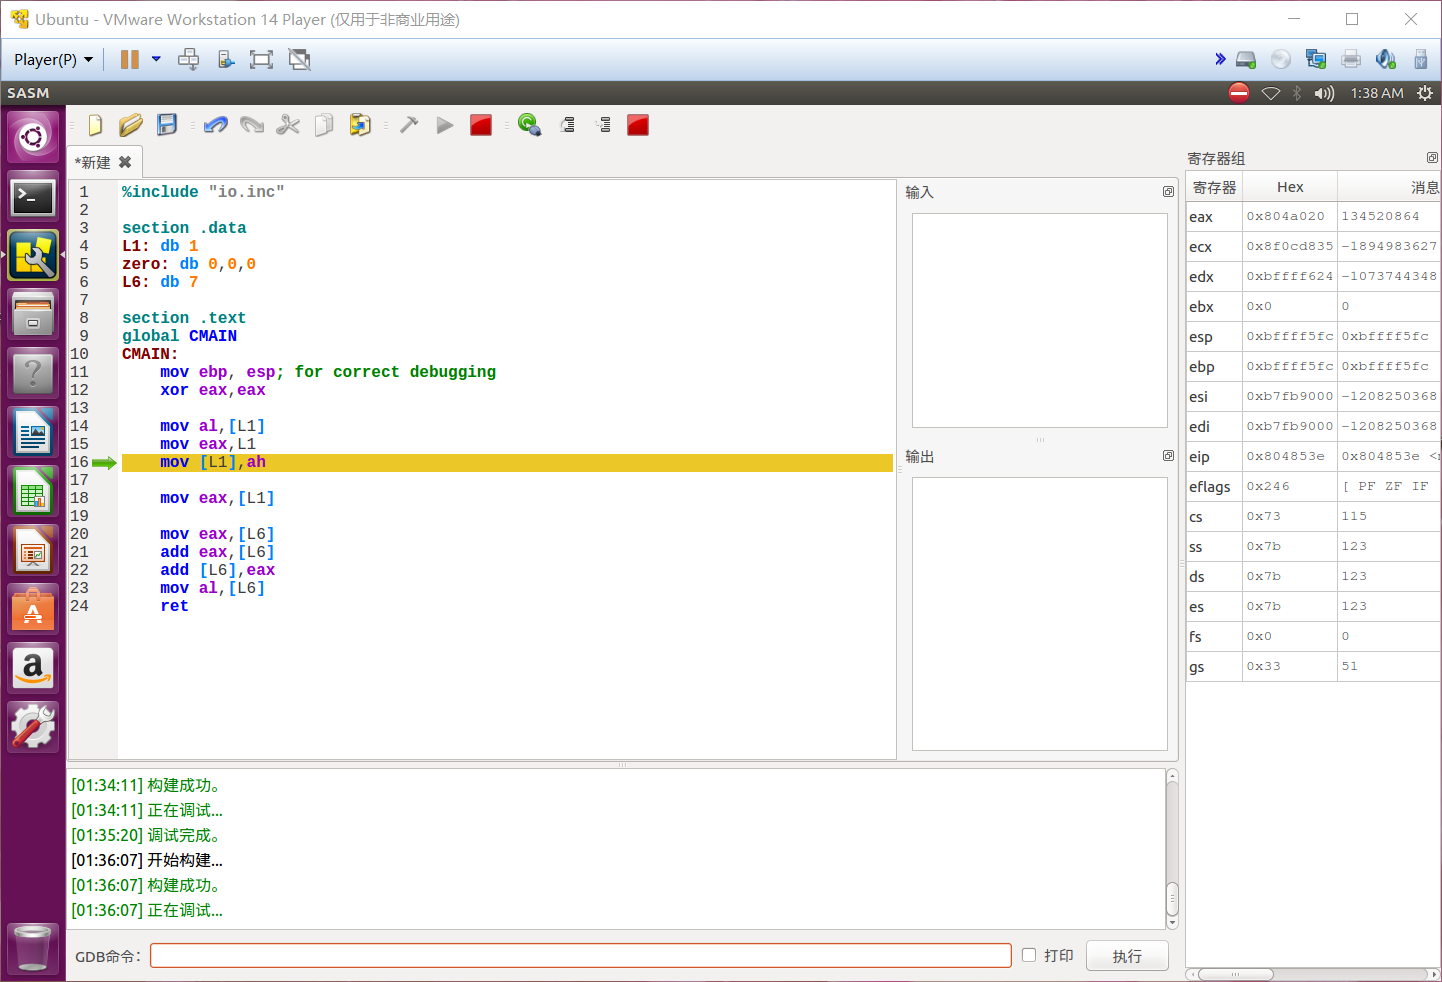 Ubuntu - VMware Workstation 14 Player (仅用于非商业用途)
Player(P)
SASM
1:38 AM
*新建
1 %include "io.inc"
2
3 section .data
4 L1: db 1
5 zero: db 0,0,0
6 L6: db 7
7
8 section .text
9 global CMAIN
10 CMAIN:
11 mov ebp, esp; for correct debugging
12 xor eax,eax
13
14 mov al,[L1]
15 mov eax,L1
16 mov [L1],ah
17
18 mov eax,[L1]
19
20 mov eax,[L6]
21 add eax,[L6]
22 add [L6],eax
23 mov al,[L6]
24 ret
输入
输出
寄存器组
寄存器 Hex 消息
eax 0x804a020 134520864
ecx 0x8f0cd835 -1894983627
edx 0xbffff624 -1073744348
ebx 0x0 0
esp 0xbffff5fc 0xbffff5fc
ebp 0xbffff5fc 0xbffff5fc
esi 0xb7fb9000 -1208250368
edi 0xb7fb9000 -1208250368
eip 0x804853e 0x804853e
eflags 0x246 [ PF ZF IF
cs 0x73 115
ss 0x7b 123
ds 0x7b 123
es 0x7b 123
fs 0x0 0
gs 0x33 51
[01:34:11] 构建成功。
[01:34:11] 正在调试...
[01:35:20] 调试完成。
[01:36:07] 开始构建...
[01:36:07] 构建成功。
[01:36:07] 正在调试...
GDB命令:
打印
执行